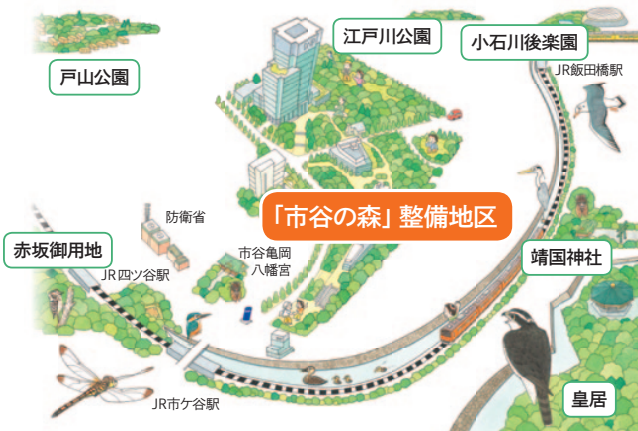 江戸川公園
小石川後楽園
戸山公園
JR飯田橋駅
「市谷の森」整備地区
防衛省
赤坂御用地
市谷亀岡
八幡宮
靖国神社
JR四ツ谷駅
皇居
JR市ケ谷駅